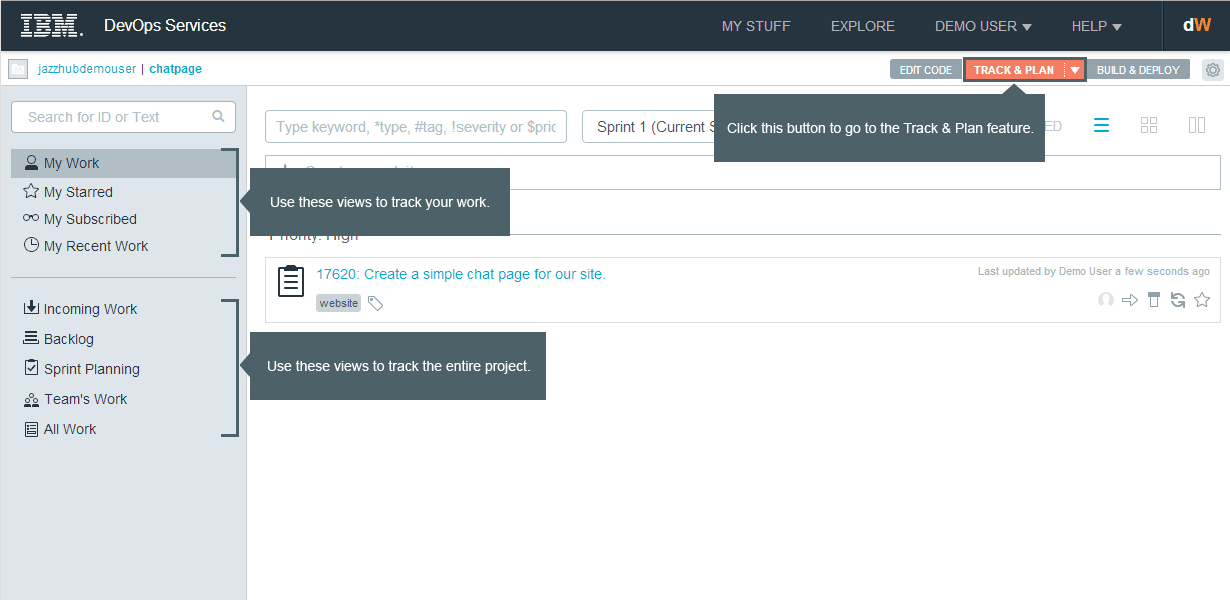 IBM. DevOps Services MY STUFF EXPLORE DEMO USER HELP dW
jazzhubdemouser | chatpage EDIT CODE TRACK & PLAN BUILD & DEPLOY
Search for ID or Text
Type keyword, *type, #tag, !severity or $pric
Sprint 1 (Current S
Click this button to go to the Track & Plan feature.
ED
My Work
My Starred
My Subscribed
My Recent Work
Use these views to track your work.
Priority: High
17620: Create a simple chat page for our site.
Last updated by Demo User a few seconds ago
website
Incoming Work
Backlog
Sprint Planning
Team's Work
All Work
Use these views to track the entire project.